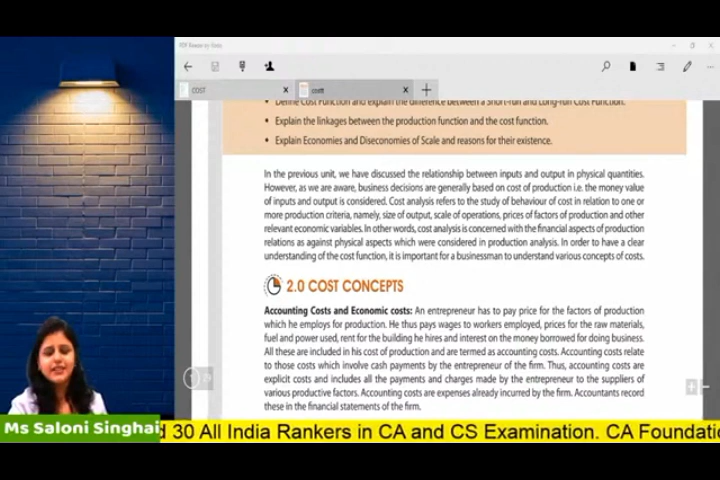 PDF Reader by Xodo
COST x costt x +
• Define Cost Function and explain the difference between a Short-run and Long-run Cost Function.
• Explain the linkages between the production function and the cost function.
• Explain Economies and Diseconomies of Scale and reasons for their existence.
In the previous unit, we have discussed the relationship between inputs and output in physical quantities.
However, as we are aware, business decisions are generally based on cost of production i.e. the money value
of inputs and output is considered. Cost analysis refers to the study of behaviour of cost in relation to one or
more production criteria, namely, size of output, scale of operations, prices of factors of production and other
relevant economic variables. In other words, cost analysis is concerned with the financial aspects of production
relations as against physical aspects which were considered in production analysis. In order to have a clear
understanding of the cost function, it is important for a businessman to understand various concepts of costs.
2.0 COST CONCEPTS
Accounting Costs and Economic costs: An entrepreneur has to pay price for the factors of production
which he employs for production. He thus pays wages to workers employed, prices for the raw materials,
fuel and power used, rent for the building he hires and interest on the money borrowed for doing business.
All these are included in his cost of production and are termed as accounting costs. Accounting costs relate
to those costs which involve cash payments by the entrepreneur of the firm. Thus, accounting costs are
explicit costs and includes all the payments and charges made by the entrepreneur to the suppliers of
various productive factors. Accounting costs are expenses already incurred by the firm. Accountants record
these in the financial statements of the firm.
Ms Saloni Singhai
d 30 All India Rankers in CA and CS Examination. CA Foundatio